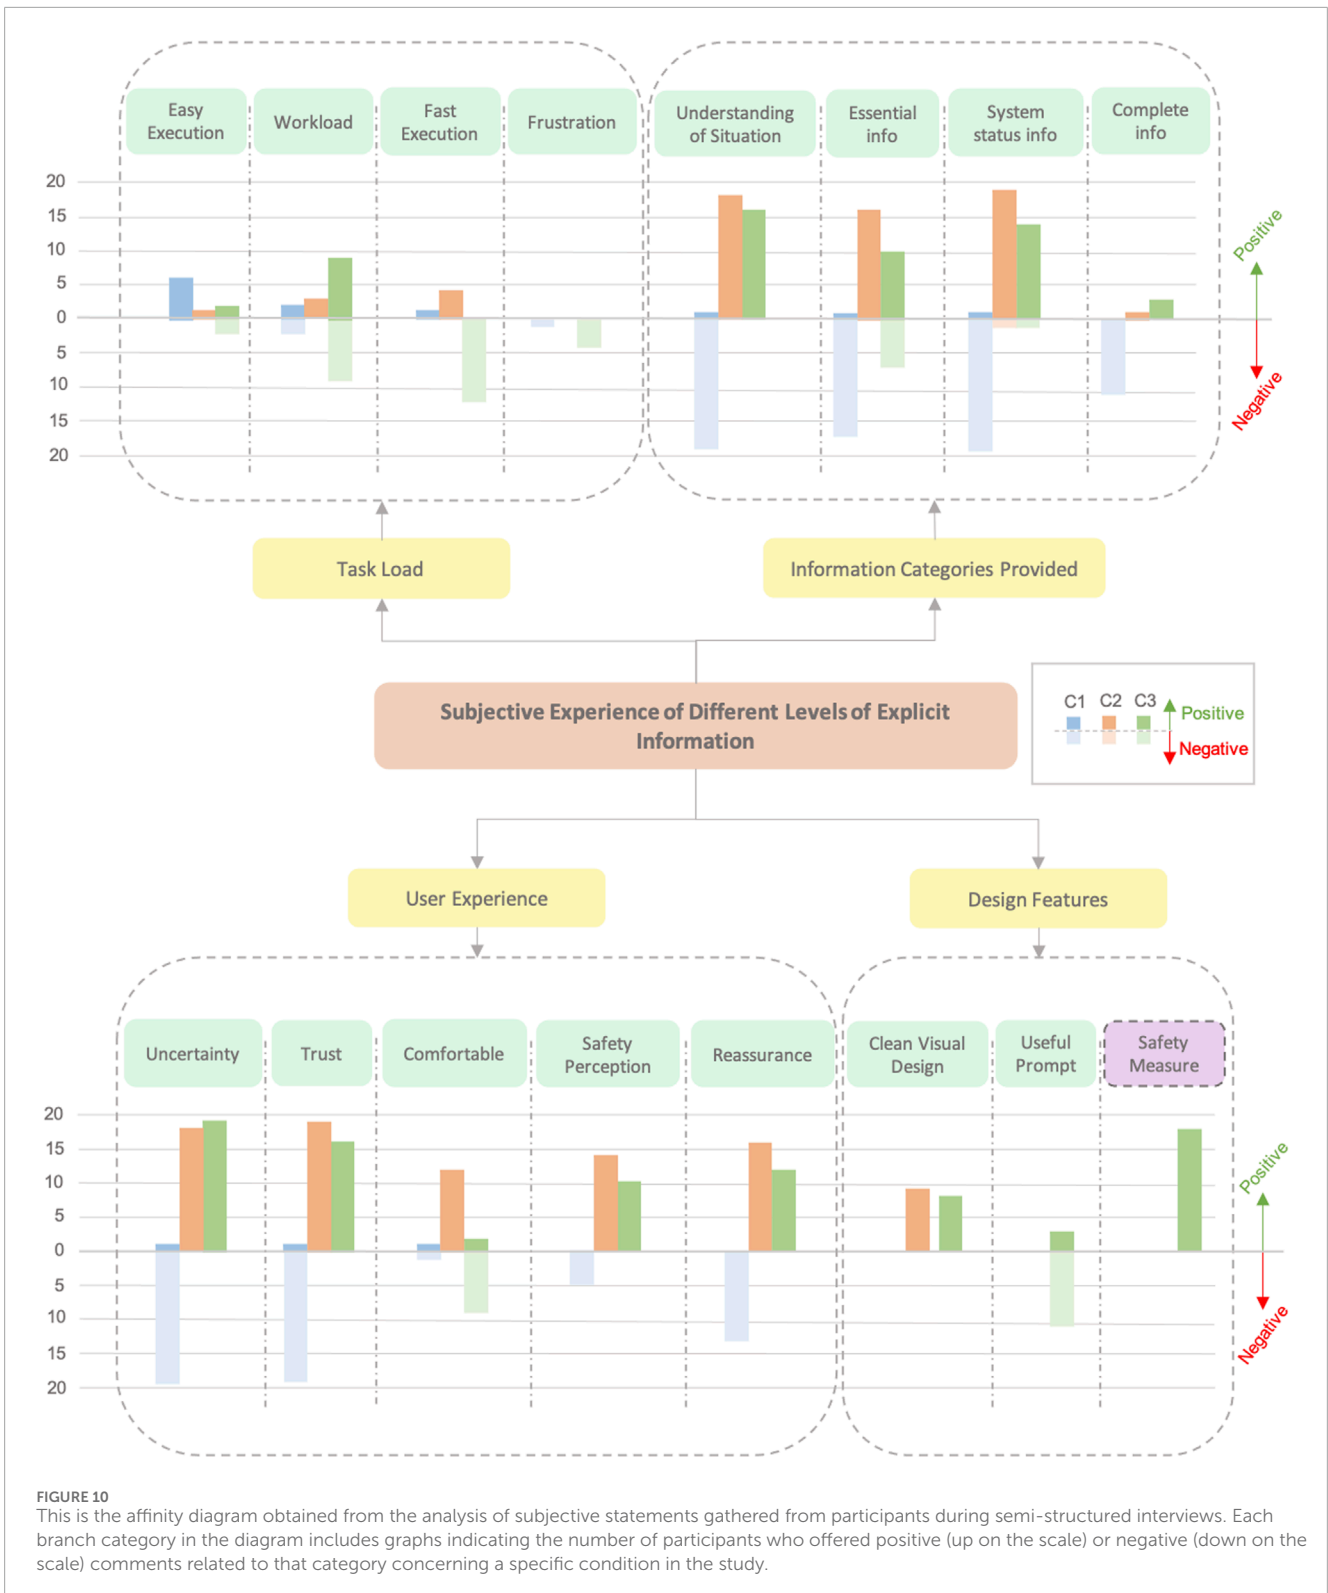 Easy
Execution
Workload
Fast
Execution
Frustration
Understanding
of Situation
Essential
info
System
status info
Complete
info
20
15
10
5
0
5
10
15
20
Positive
Negative
Task Load
Information Categories Provided
Subjective Experience of Different Levels of Explicit
Information
C1 C2 C3
Positive
Negative
User Experience
Design Features
Uncertainty
Trust
Comfortable
Safety
Perception
Reassurance
Clean Visual
Design
Useful
Prompt
Safety
Measure
20
15
10
5
0
5
10
15
20
Positive
Negative
FIGURE 10
This is the affinity diagram obtained from the analysis of subjective statements gathered from participants during semi-structured interviews. Each
branch category in the diagram includes graphs indicating the number of participants who offered positive (up on the scale) or negative (down on the
scale) comments related to that category concerning a specific condition in the study.